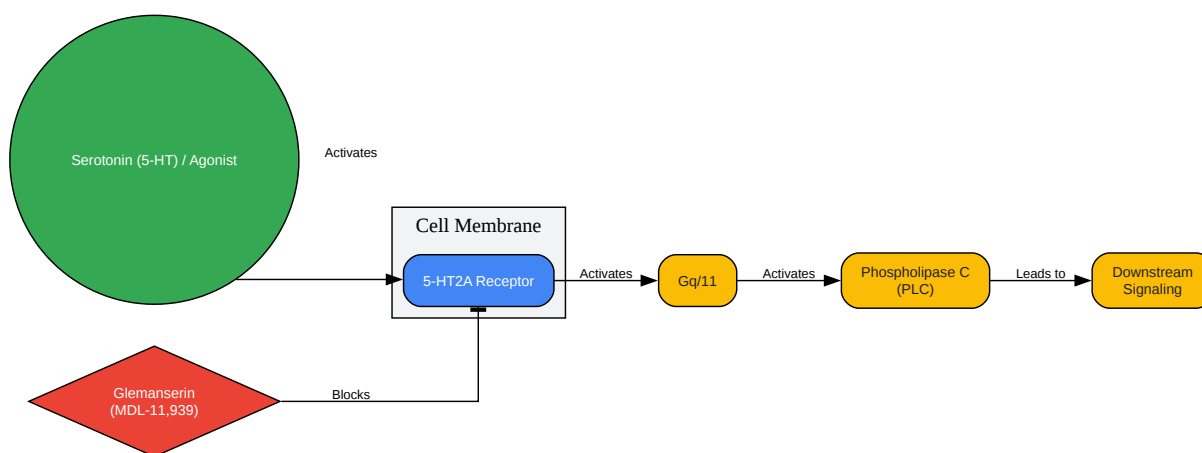 Serotonin (5-HT) / Agonist
Activates
Cell Membrane
5-HT2A Receptor
Activates
Gq/11
Activates
Phospholipase C
(PLC)
Leads to
Downstream
Signaling
Glemanserin
(MDL-11,939)
Blocks